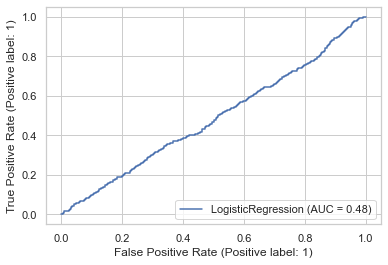 1.0
0.8
0.6
0.4
0.2
0.0
True Positive Rate (Positive label: 1)
LogisticRegression (AUC = 0.48)
0.0 0.2 0.4 0.6 0.8 1.0
False Positive Rate (Positive label: 1)